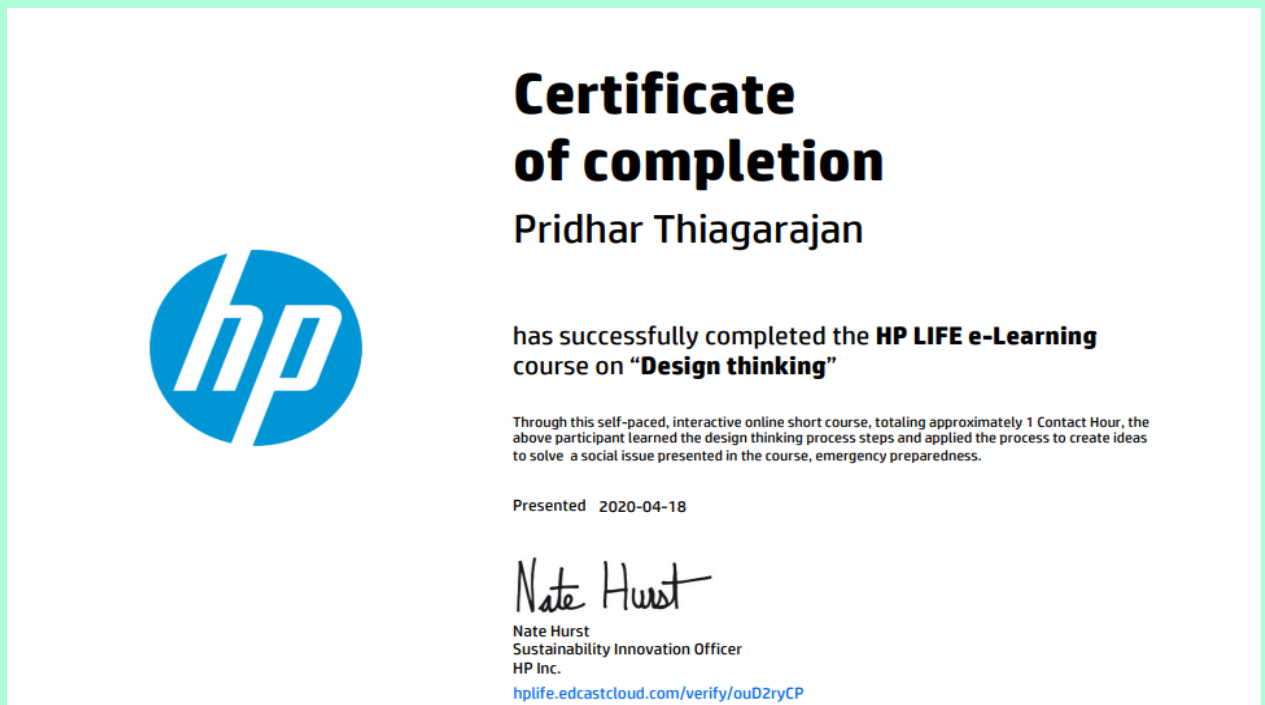 Certificate
of completion
Pridhar Thiagarajan
hp
has successfully completed the HP LIFE e-Learning
course on “Design thinking”
Through this self-paced, interactive online short course, totaling approximately 1 Contact Hour, the
above participant learned the design thinking process steps and applied the process to create ideas
to solve a social issue presented in the course, emergency preparedness.
Presented 2020-04-18
Nate Hurst
Nate Hurst
Sustainability Innovation Officer
HP Inc.
hplife.edcastcloud.com/verify/ouD2ryCP